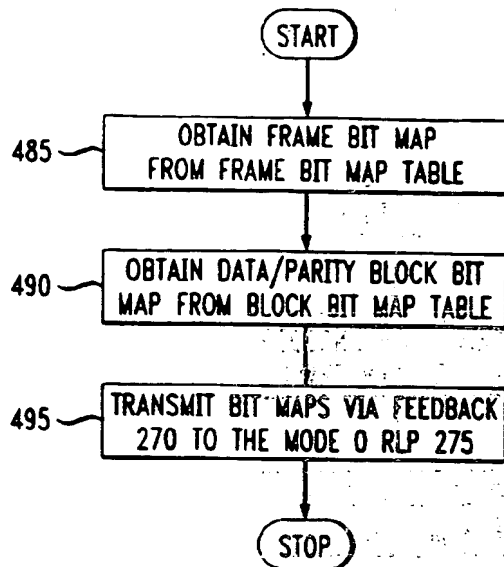 START
485
OBTAIN FRAME BIT MAP
FROM FRAME BIT MAP TABLE
490
OBTAIN DATA/PARITY BLOCK BIT
MAP FROM BLOCK BIT MAP TABLE
495
TRANSMIT BIT MAPS VIA FEEDBACK
270 TO THE MODE 0 RLP 275
STOP